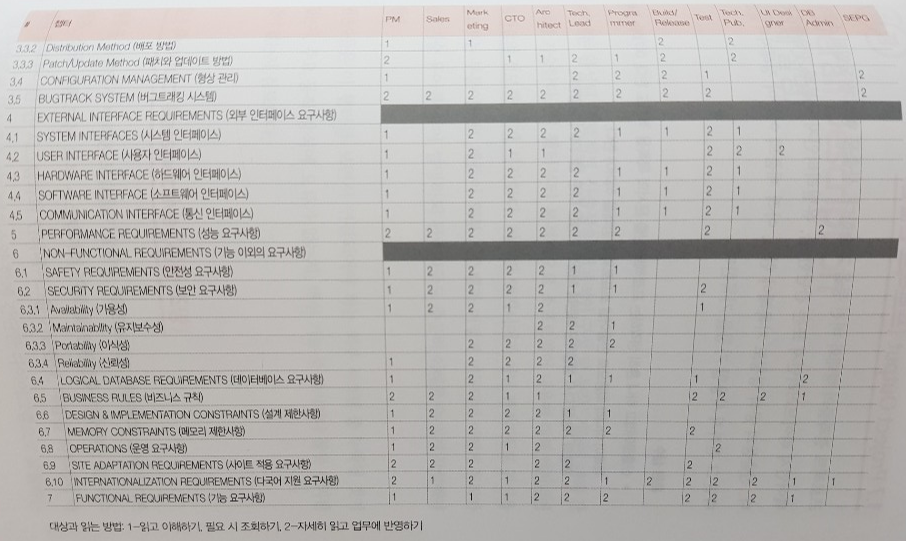 # 챕터 PM Sales Mark eting CTO Arc hitect Tech. Lead Progra mmer Build/ Release Test Tech. Pub. UI Desi gner DB Admin SEPG
3.3.2 Distribution Method (배포 방법) 1 1 2 2
3.3.3 Patch/Update Method (패치와 업데이트 방법) 2 1 1 2 1 2 2
3.4 CONFIGURATION MANAGEMENT (형상 관리) 1 2 2 2 1 2
3.5 BUGTRACK SYSTEM (버그트래킹 시스템) 2 2 2 2 2 2 2 2 2 2
4 EXTERNAL INTERFACE REQUIREMENTS (외부 인터페이스 요구사항)
4.1 SYSTEM INTERFACES (시스템 인터페이스) 1 2 2 2 2 1 1 2 1
4.2 USER INTERFACE (사용자 인터페이스) 1 2 1 1 2 2 2
4.3 HARDWARE INTERFACE (하드웨어 인터페이스) 1 2 2 2 2 1 1 2 1
4.4 SOFTWARE INTERFACE (소프트웨어 인터페이스) 1 2 2 2 2 1 1 2 1
4.5 COMMUNICATION INTERFACE (통신 인터페이스) 1 2 2 2 2 1 1 2 1
5 PERFORMANCE REQUIREMENTS (성능 요구사항) 2 2 2 2 2 2 2 2 2
6 NON-FUNCTIONAL REQUIREMENTS (기능 이외의 요구사항)
6.1 SAFETY REQUIREMENTS (안전성 요구사항) 1 2 2 2 2 1 1
6.2 SECURITY REQUIREMENTS (보안 요구사항) 1 2 2 2 2 1 1 2
6.3.1 Availability (가용성) 1 2 2 1 2 1
6.3.2 Maintainability (유지보수성) 2 2 1
6.3.3 Portability (이식성) 2 2 2 2 2
6.3.4 Reliability (신뢰성) 1 2 2 2 2
6.4 LOGICAL DATABASE REQUIREMENTS (데이터베이스 요구사항) 1 2 1 2 1 1 1 2
6.5 BUSINESS RULES (비즈니스 규칙) 2 2 2 1 1 2 2 2 1
6.6 DESIGN & IMPLEMENTATION CONSTRAINTS (설계 제한사항) 1 2 2 2 2 1 1
6.7 MEMORY CONSTRAINTS (메모리 제한사항) 1 2 2 2 2 2 2 2
6.8 OPERATIONS (운영 요구사항) 1 2 2 1 2 2
6.9 SITE ADAPTATION REQUIREMENTS (사이트 적용 요구사항) 2 2 2 2 2 2
6.10 INTERNATIONALIZATION REQUIREMENTS (다국어 지원 요구사항) 2 1 2 1 2 2 1 2 2 2 2 1 1
7 FUNCTIONAL REQUIREMENTS (기능 요구사항) 1 1 1 2 2 2 2 2 2 1
대상과 읽는 방법: 1-읽고 이해하기, 필요 시 조회하기, 2-자세히 읽고 업무에 반영하기